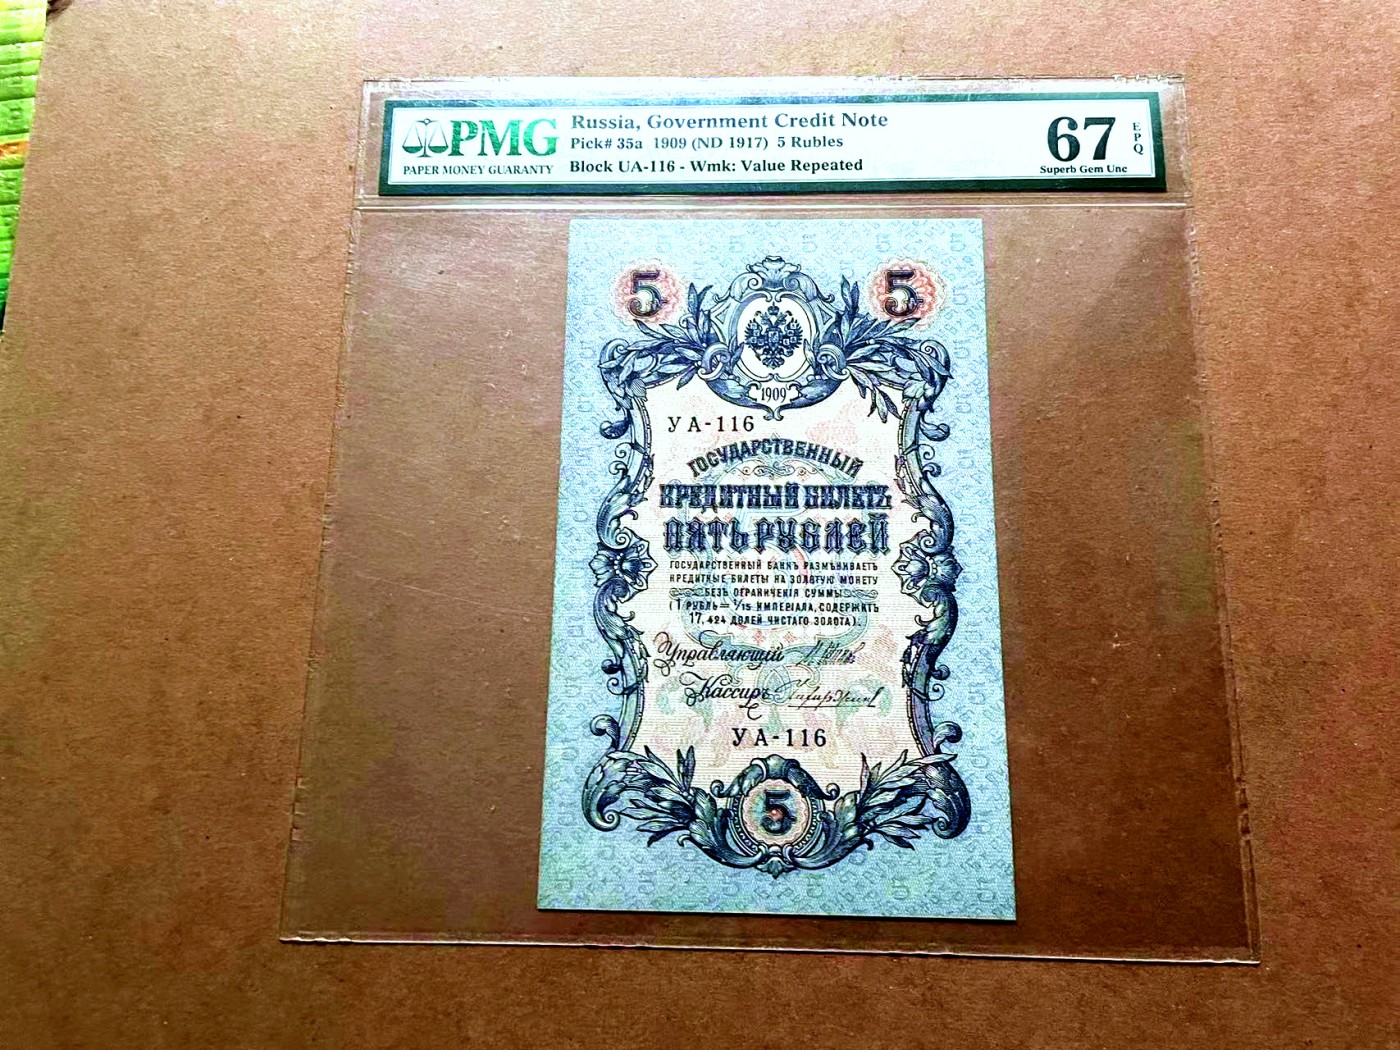 PMG
PAPER MONEY GUARANTY
Russia, Government Credit Note
Pick# 35a 1909 (ND 1917) 5 Rubles
Block UA-116 - Wmk: Value Repeated
67
EPQ
Superb Gem Unc
5 5
1909
УА-116
ГОСУДАРСТВЕННЫЙ
КРЕДИТНЫЙ БИЛЕТЪ
ПЯТЬ РУБЛЕЙ
ГОСУДАРСТВЕННЫЙ БАНКЪ РАЗМѢНИВАЕТЪ
КРЕДИТНЫЕ БИЛЕТЫ НА ЗОЛОТУЮ МОНЕТУ
БЕЗЪ ОГРАНИЧЕНІЯ СУММЫ
(1 РУБЛЬ = 1/15 ИМПЕРІАЛА, СОДЕРЖИТЪ
17,424 ДОЛЕЙ ЧИСТАГО ЗОЛОТА).
Управляющій
Кассиръ
УА-116
5